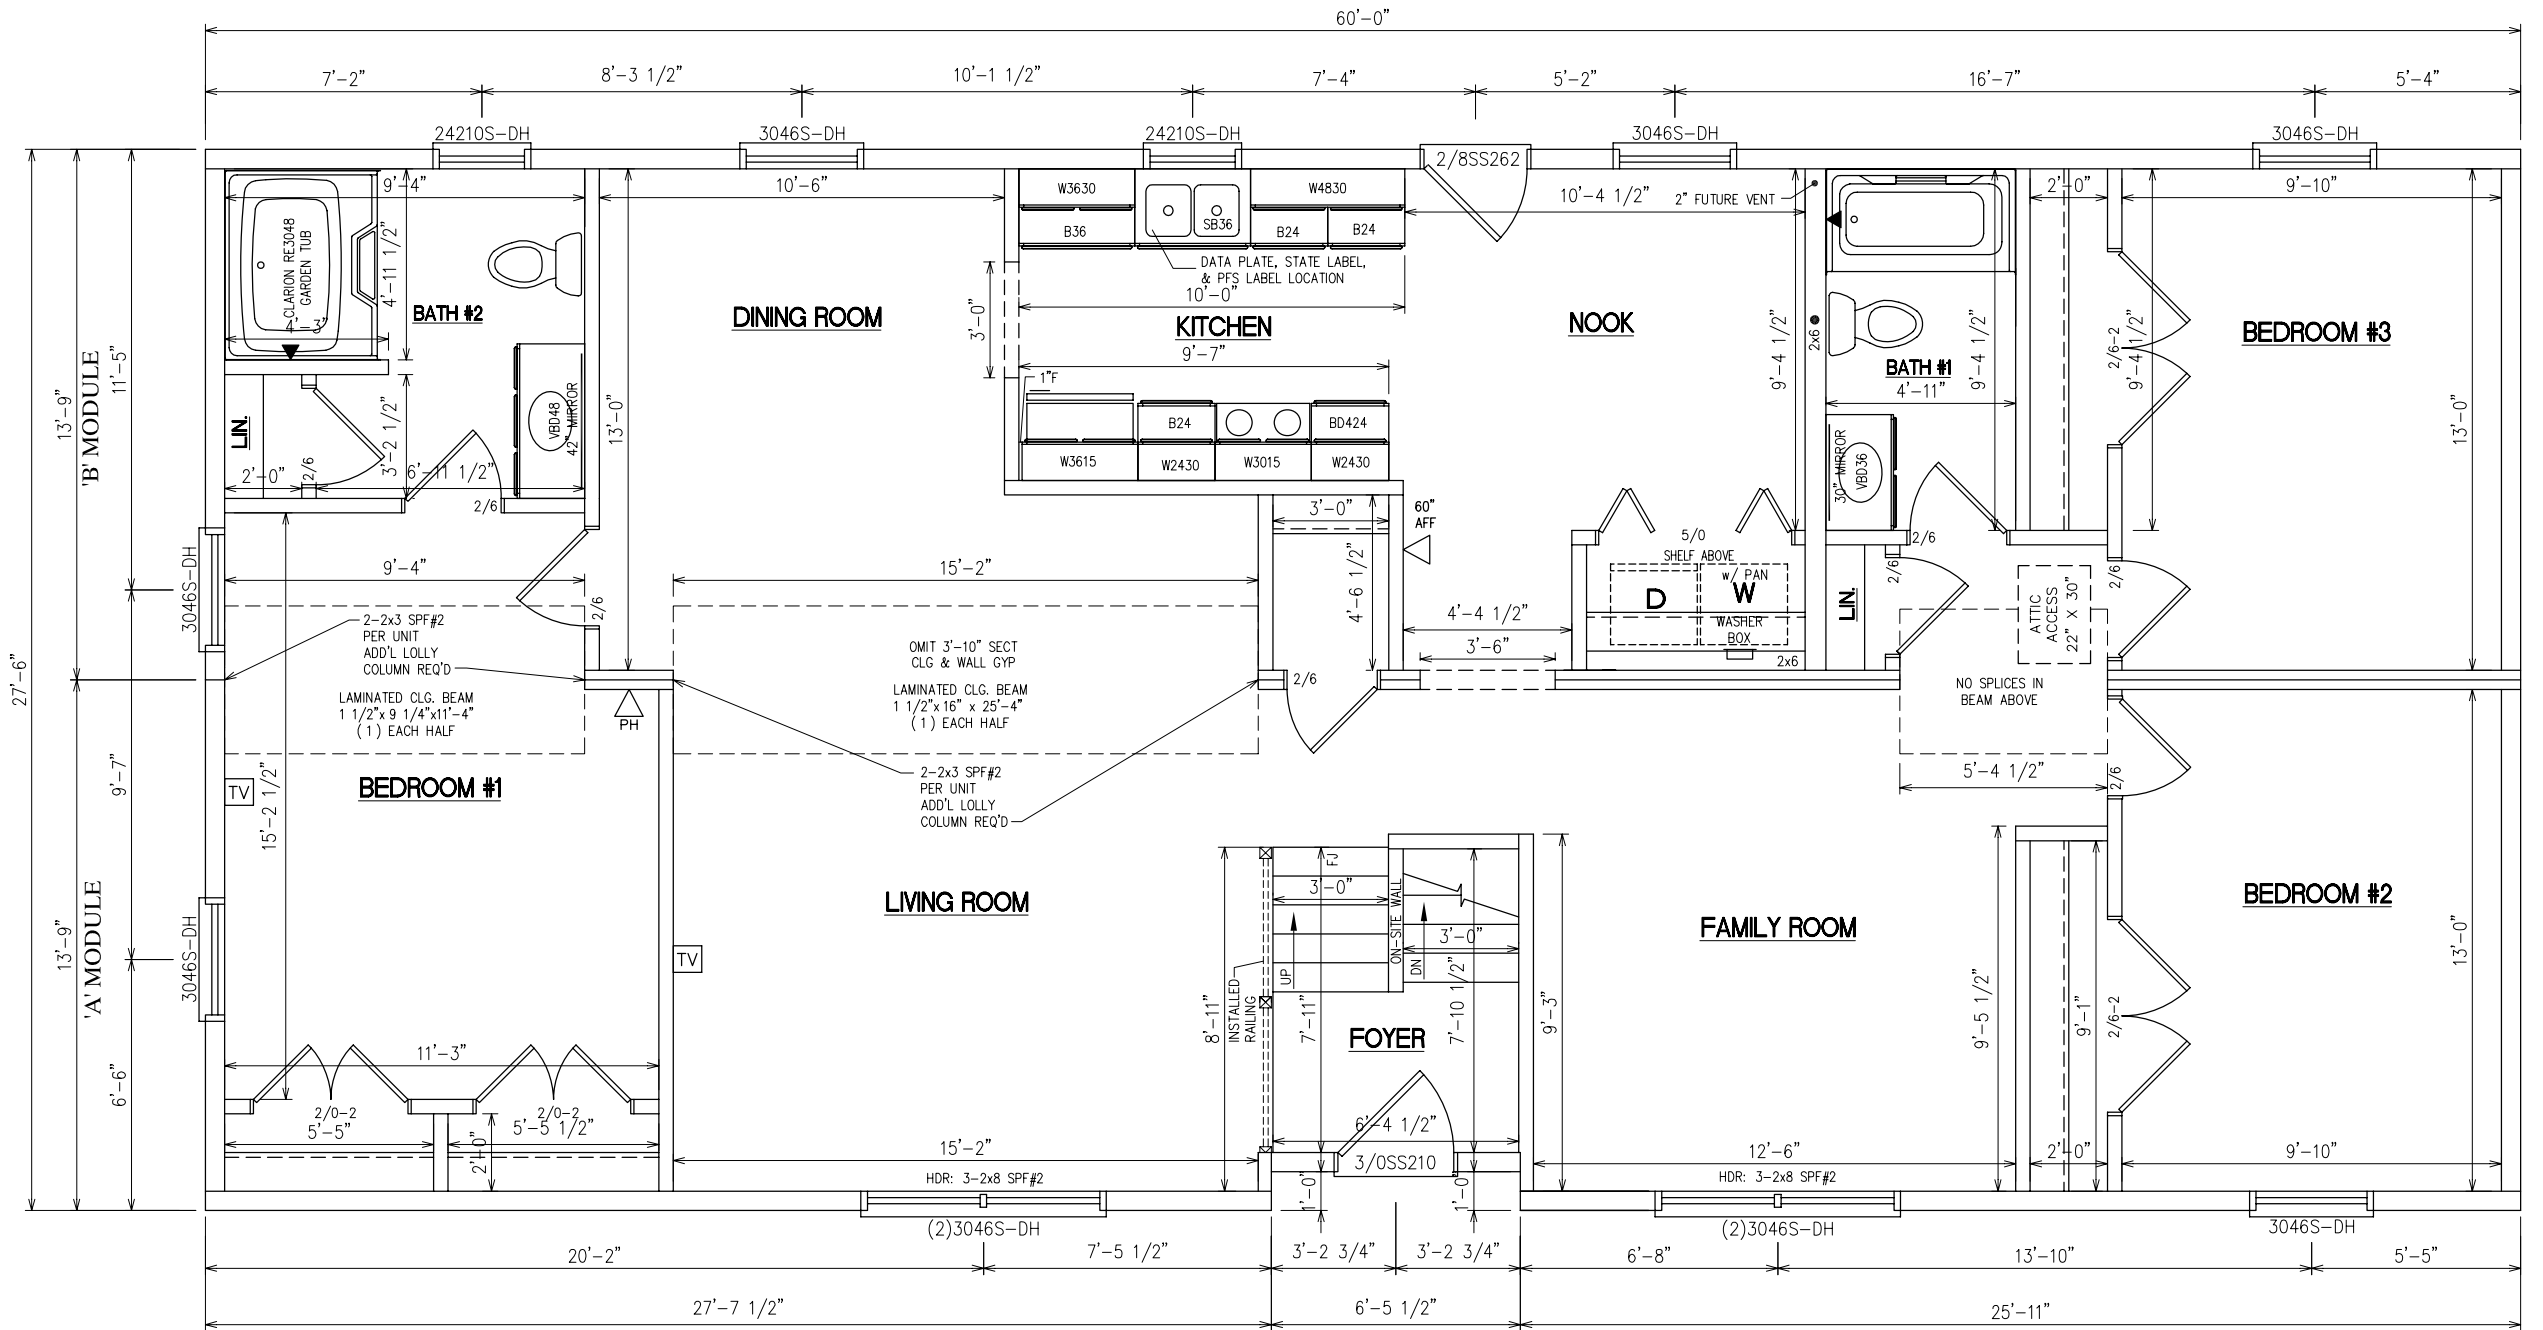 60'-0"
7'-2"
8'-3 1/2"
10'-1 1/2"
7'-4"
5'-2"
16'-7"
5'-4"
24210S-DH
3046S-DH
24210S-DH
2/8SS262
3046S-DH
3046S-DH
9'-4"
10'-6"
W3630
W4830
10'-4 1/2"
2" FUTURE VENT
2'-0"
9'-10"
B36
SB36
B24
B24
CLARION RE3048
GARDEN TUB
4'-11 1/2"
4'-3"
BATH #2
DINING ROOM
DATA PLATE, STATE LABEL,
& PFS LABEL LOCATION
10'-0"
3'-0"
KITCHEN
9'-7"
NOOK
9'-4 1/2"
2x6
BATH #1
4'-11"
9'-4 1/2"
2/6-2
9'-4 1/2"
BEDROOM #3
13'-0"
1"F
B24
BD424
W3615
W2430
W3015
W2430
LIN.
3'-2 1/2"
VBD48
42" MIRROR
13'-0"
2'-0"
2/6
6'-11 1/2"
2/6
30" MIRROR
VBD36
3'-0"
60"
AFF
4'-6 1/2"
5/0
SHELF ABOVE
w/ PAN
D
W
WASHER
BOX
2x6
2/6
2/6
2/6
LIN.
ATTIC
ACCESS
22" X 30"
4'-4 1/2"
3'-6"
27'-6"
13'-9"
'B' MODULE
11'-5"
3046S-DH
9'-4"
2/6
15'-2"
2-2x3 SPF#2
PER UNIT
ADD'L LOLLY
COLUMN REQ'D
LAMINATED CLG. BEAM
1 1/2"x 9 1/4"x11'-4"
(1) EACH HALF
PH
OMIT 3'-10" SECT
CLG & WALL GYP
LAMINATED CLG. BEAM
1 1/2"x 16" x 25'-4"
(1) EACH HALF
2/6
NO SPLICES IN
BEAM ABOVE
5'-4 1/2"
2/6
2-2x3 SPF#2
PER UNIT
ADD'L LOLLY
COLUMN REQ'D
TV
BEDROOM #1
15'-2 1/2"
13'-9"
'A' MODULE
9'-7"
6'-6"
3046S-DH
TV
LIVING ROOM
8'-11"
INSTALLED
RAILING
FJ
3'-0"
UP
7'-11"
ON-SITE WALL
3'-0"
DN
7'-10 1/2"
FOYER
9'-3"
FAMILY ROOM
9'-5 1/2"
9'-1"
2/6-2
BEDROOM #2
13'-0"
11'-3"
2/0-2
2/0-2
5'-5"
5'-5 1/2"
2'-0"
15'-2"
6'-4 1/2"
3/0SS210
12'-6"
2'-0"
9'-10"
HDR: 3-2x8 SPF#2
1'-0"
1'-0"
HDR: 3-2x8 SPF#2
(2)3046S-DH
(2)3046S-DH
3046S-DH
20'-2"
7'-5 1/2"
3'-2 3/4"
3'-2 3/4"
6'-8"
13'-10"
5'-5"
27'-7 1/2"
6'-5 1/2"
25'-11"